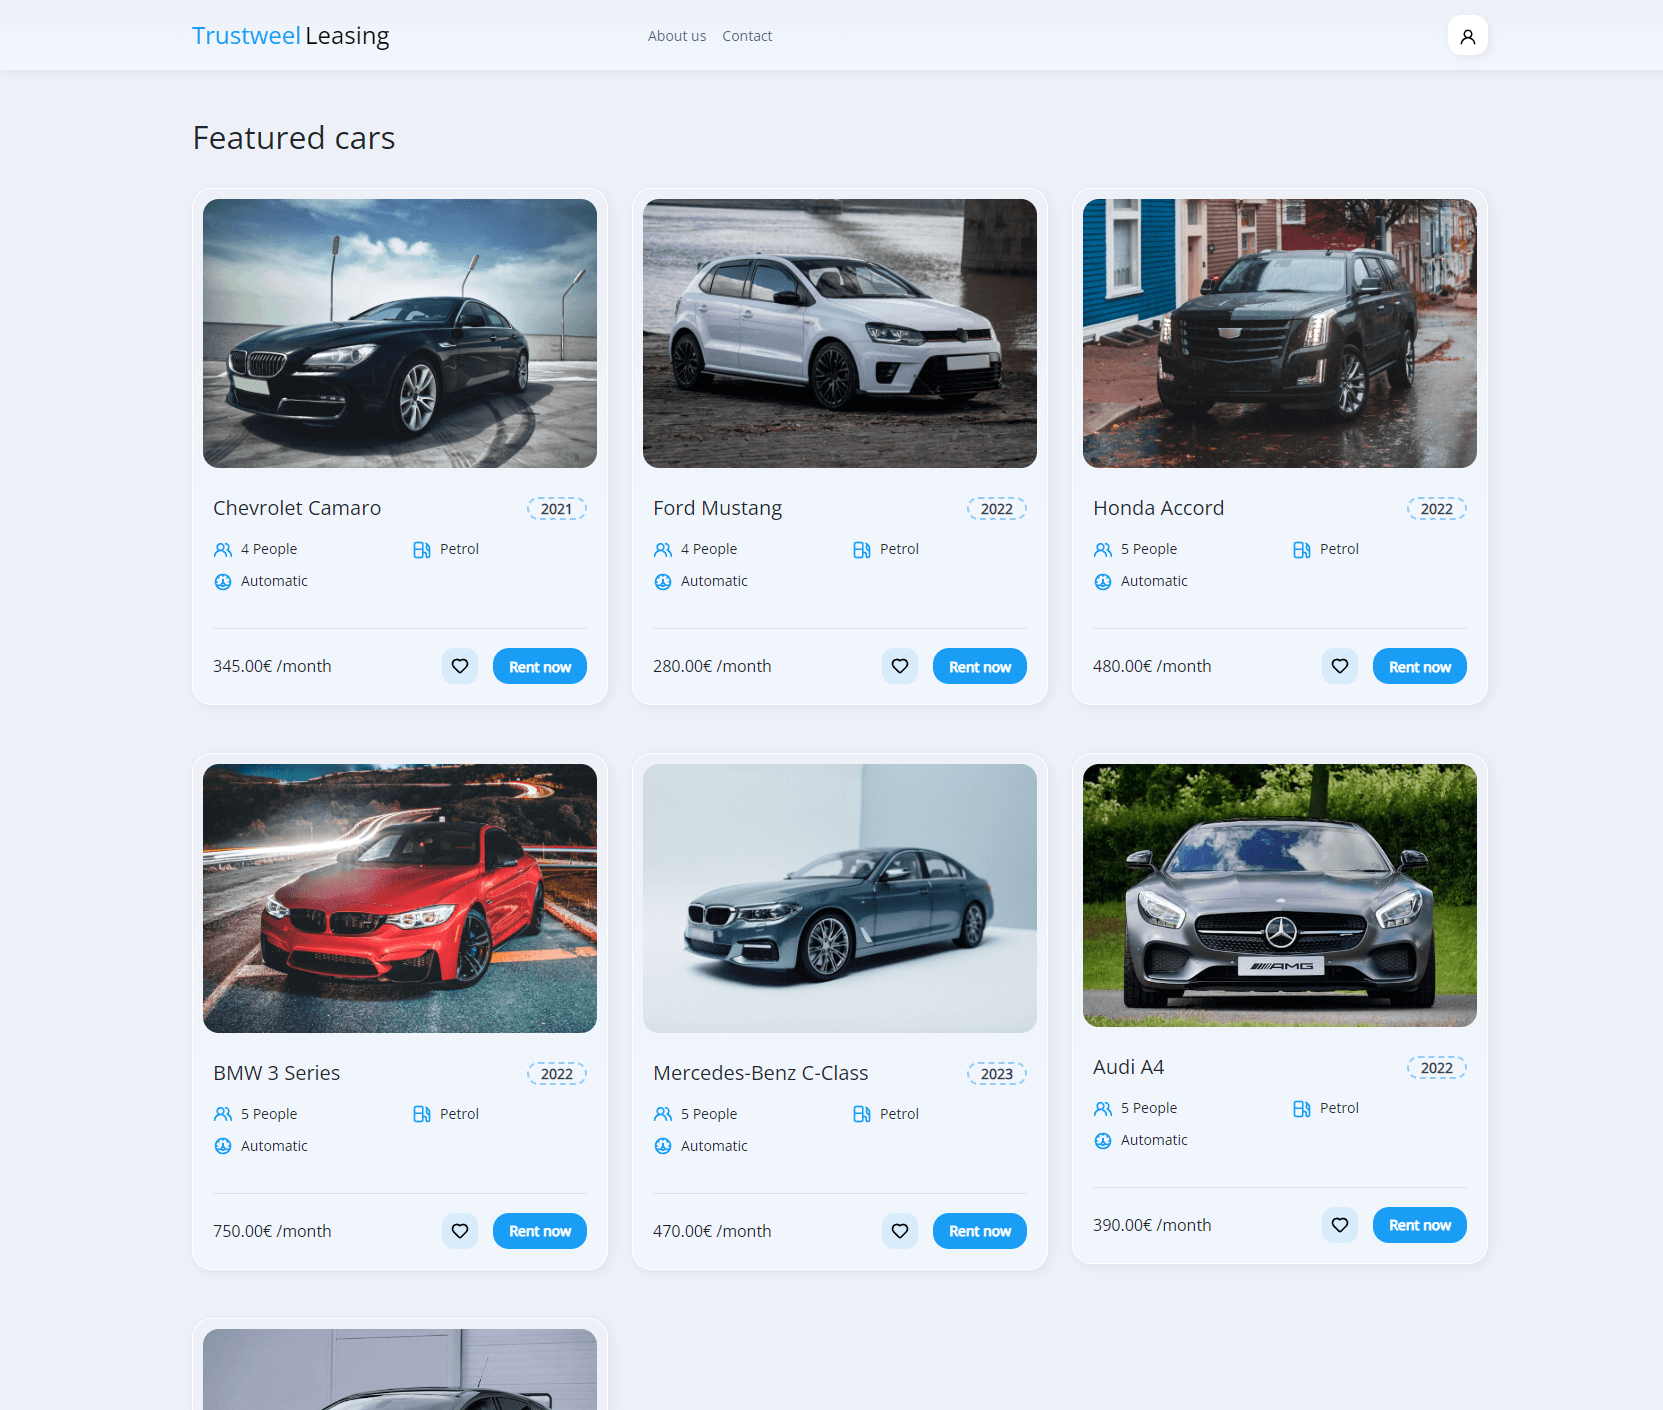 Trustweel Leasing About us Contact
Featured cars
Chevrolet Camaro 2021
4 People Petrol
Automatic
345.00€ /month Rent now
Ford Mustang 2022
4 People Petrol
Automatic
280.00€ /month Rent now
Honda Accord 2022
5 People Petrol
Automatic
480.00€ /month Rent now
BMW 3 Series 2022
5 People Petrol
Automatic
750.00€ /month Rent now
Mercedes-Benz C-Class 2023
5 People Petrol
Automatic
470.00€ /month Rent now
AMG
Audi A4 2022
5 People Petrol
Automatic
390.00€ /month Rent now